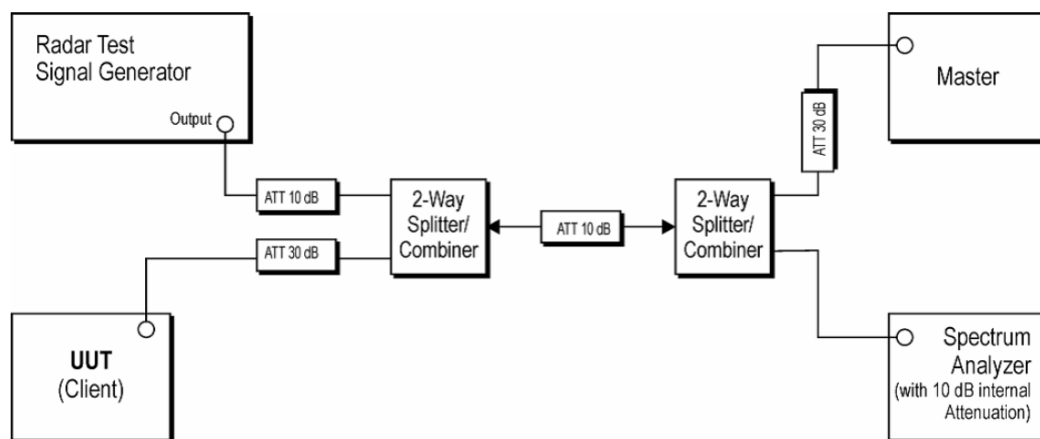 Radar Test
Signal Generator
Output
ATT 10 dB
ATT 30 dB
2-Way
Splitter/
Combiner
ATT 10 dB
2-Way
Splitter/
Combiner
ATT 30 dB
Master
UUT
(Client)
Spectrum
Analyzer
(with 10 dB internal
Attenuation)